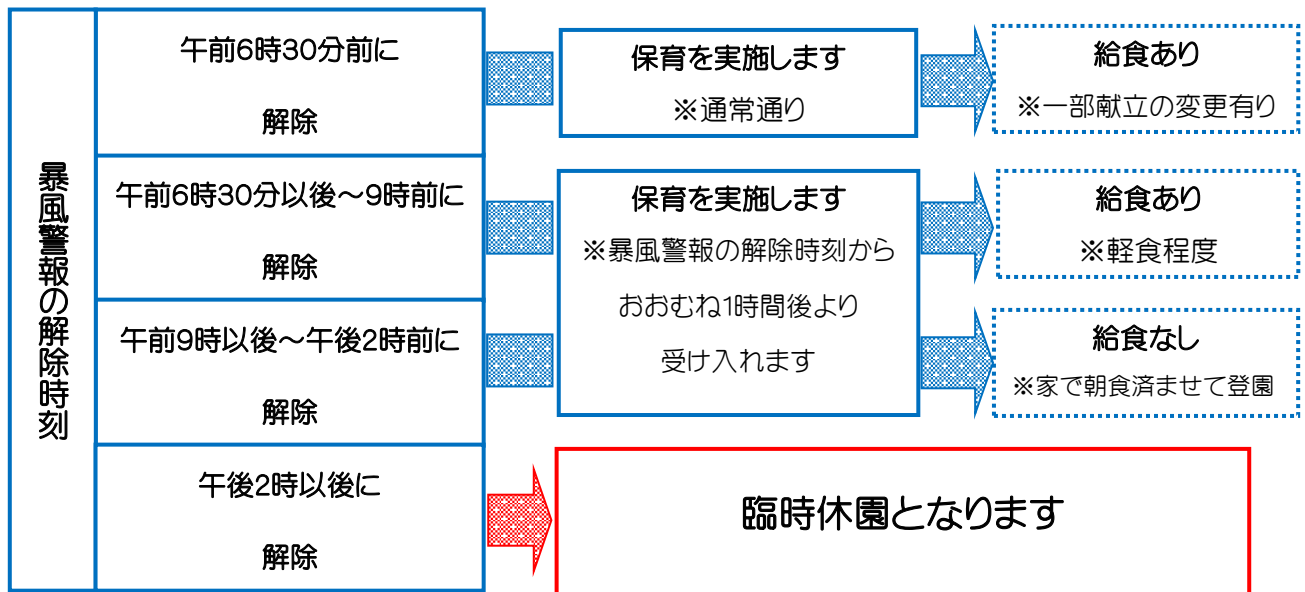 暴風警報の解除時刻
午前6時30分前に
解除
保育を実施します
※通常通り
給食あり
※一部献立の変更有り
午前6時30分以後～9時前に
解除
保育を実施します
※暴風警報の解除時刻から
おおむね1時間後より
受け入れます
給食あり
※軽食程度
午前9時以後～午後2時前に
解除
給食なし
※家で朝食済ませて登園
午後2時以後に
解除
臨時休園となります